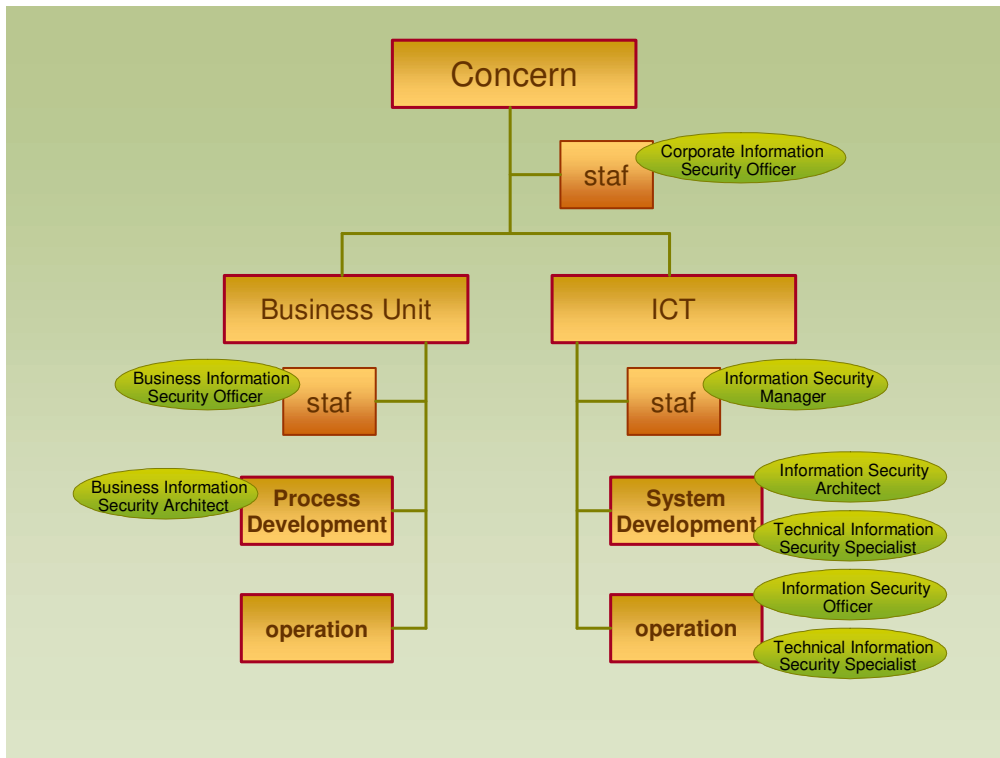 Concern
staf
Corporate Information
Security Officer
Business Unit
ICT
Business Information
Security Officer
staf
staf
Information Security
Manager
Business Information
Security Architect
Process
Development
System
Development
Information Security
Architect
Technical Information
Security Specialist
operation
operation
Information Security
Officer
Technical Information
Security Specialist